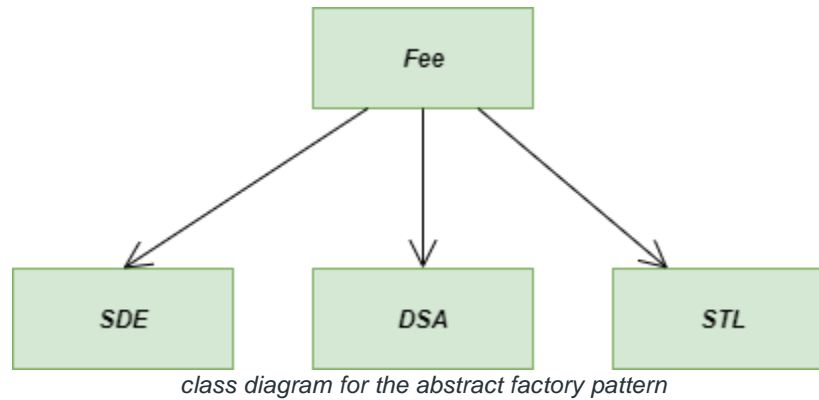 Fee
SDE
DSA
STL
class diagram for the abstract factory pattern